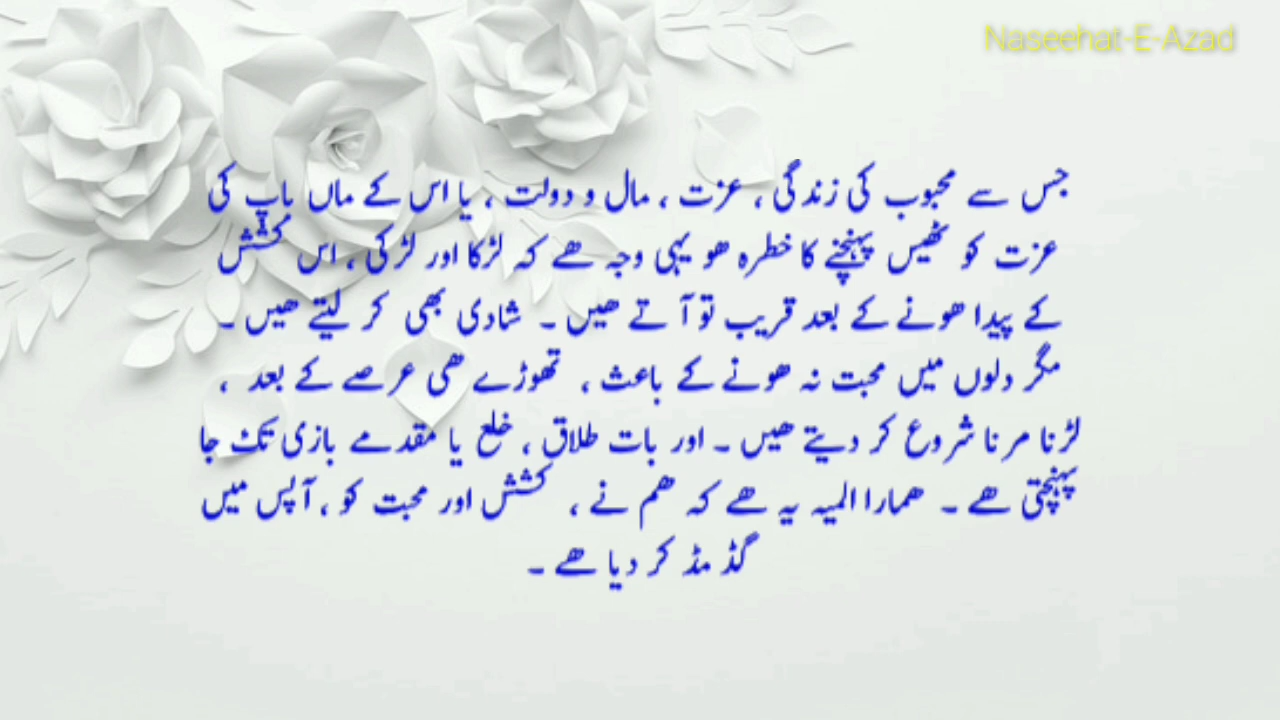 Naseehat-E-Azad
جس سے محبوب کی زندگی ، عزت ، مال و دولت ، یا اس کے ماں باپ کی
عزت کو ٹھیس پہنچنے کا خطرہ ھو یہی وجہ ھے کہ لڑکا اور لڑکی ، اس کشش
کے پیدا ھونے کے بعد قریب تو آ تے ھیں ۔ شادی بھی کر لیتے ھیں ۔
مگر دلوں میں محبت نہ ھونے کے باعث ، تھوڑے ھی عرصے کے بعد ،
لڑنا مرنا شروع کر دیتے ھیں ۔ اور بات طلاق ، خلع یا مقدمے بازی تک جا
پہنچتی ھے ۔ ھمارا المیہ یہ ھے کہ ھم نے ، کشش اور محبت کو ، آپس میں
گڈ مڈ کر دیا ھے ۔